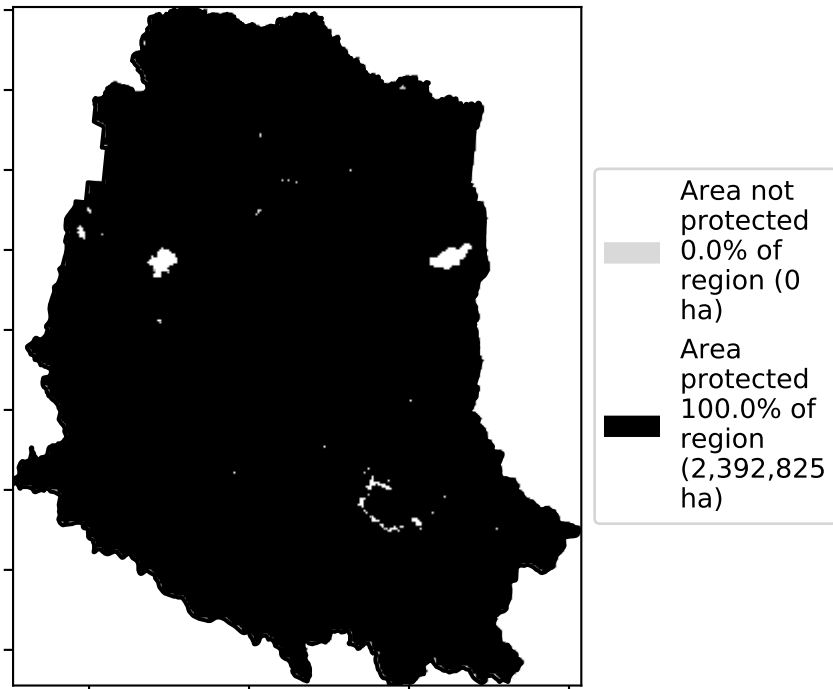 Area not
protected
0.0% of
region (0
ha)
Area
protected
100.0% of
region
(2,392,825
ha)